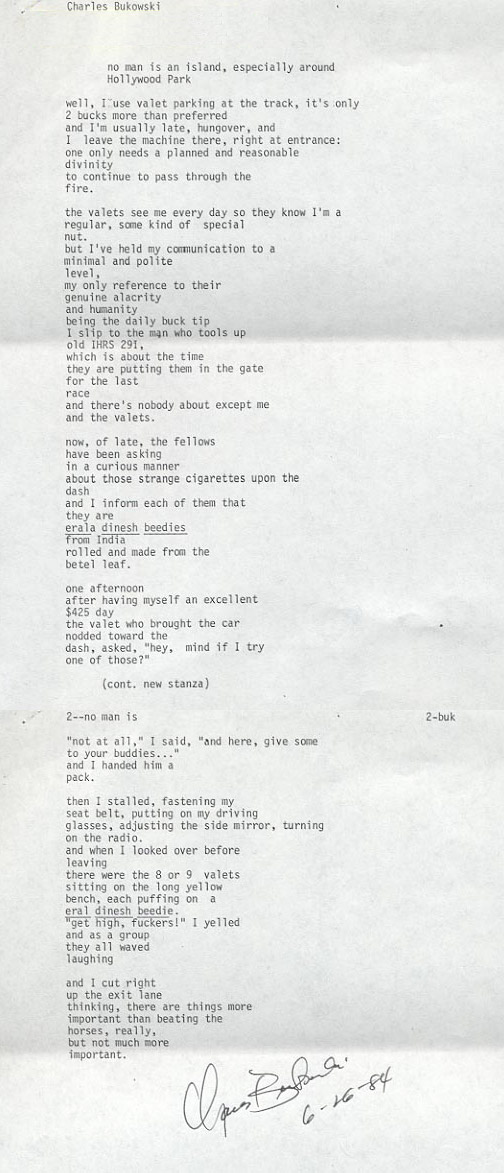 Charles Bukowski
no man is an island, especially around
Hollywood Park
well, I use valet parking at the track, it's only
2 bucks more than preferred
and I'm usually late, hungover, and
I leave the machine there, right at entrance:
one only needs a planned and reasonable
divinity
to continue to pass through the
fire.
the valets see me every day so they know I'm a
regular, some kind of special
nut.
but I've held my communication to a
minimal and polite
level,
my only reference to their
genuine alacrity
and humanity
being the daily buck tip
I slip to the man who tools up
old IHRS 291,
which is about the time
they are putting them in the gate
for the last
race
and there's nobody about except me
and the valets.
now, of late, the fellows
have been asking
in a curious manner
about those strange cigarettes upon the
dash
and I inform each of them that
they are
erala dinesh beedies
from India
rolled and made from the
betel leaf.
one afternoon
after having myself an excellent
$425 day
the valet who brought the car
nodded toward the
dash, asked, "hey, mind if I try
one of those?"
(cont. new stanza)
2--no man is 2-buk
"not at all," I said, "and here, give some
to your buddies..."
and I handed him a
pack.
then I stalled, fastening my
seat belt, putting on my driving
glasses, adjusting the side mirror, turning
on the radio.
and when I looked over before
leaving
there were the 8 or 9 valets
sitting on the long yellow
bench, each puffing on a
eral dinesh beedie.
"get high, fuckers!" I yelled
and as a group
they all waved
laughing
and I cut right
up the exit lane
thinking, there are things more
important than beating the
horses, really,
but not much more
important.
Charles Bukowski
6-26-84